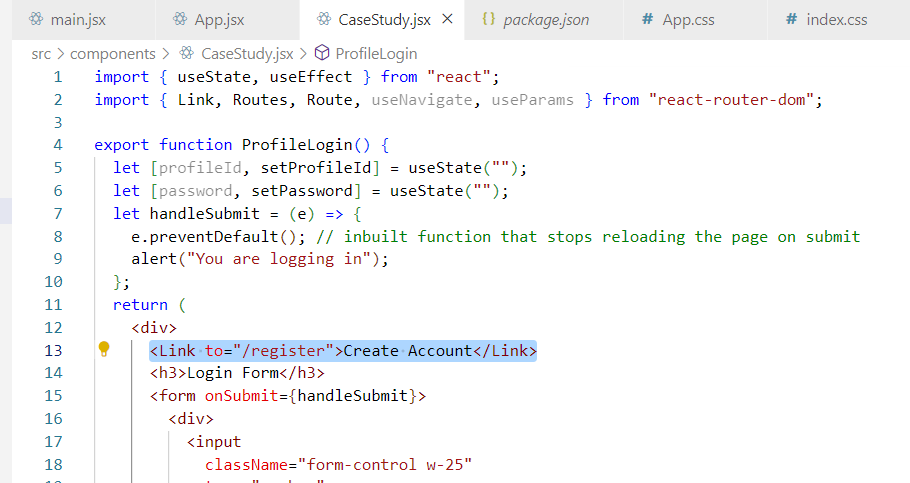 main.jsx App.jsx CaseStudy.jsx × {} package.json # App.css # index.css
src > components > CaseStudy.jsx > ProfileLogin
1 import { useState, useEffect } from "react";
2 import { Link, Routes, Route, useNavigate, useParams } from "react-router-dom";
3
4 export function ProfileLogin() {
5 let [profileId, setProfileId] = useState("");
6 let [password, setPassword] = useState("");
7 let handleSubmit = (e) => {
8 e.preventDefault(); // inbuilt function that stops reloading the page on submit
9 alert("You are logging in");
10 };
11 return (
12 <div>
13 <Link to="/register">Create Account</Link>
14 <h3>Login Form</h3>
15 <form onSubmit={handleSubmit}>
16 <div>
17 <input
18 className="form-control w-25"